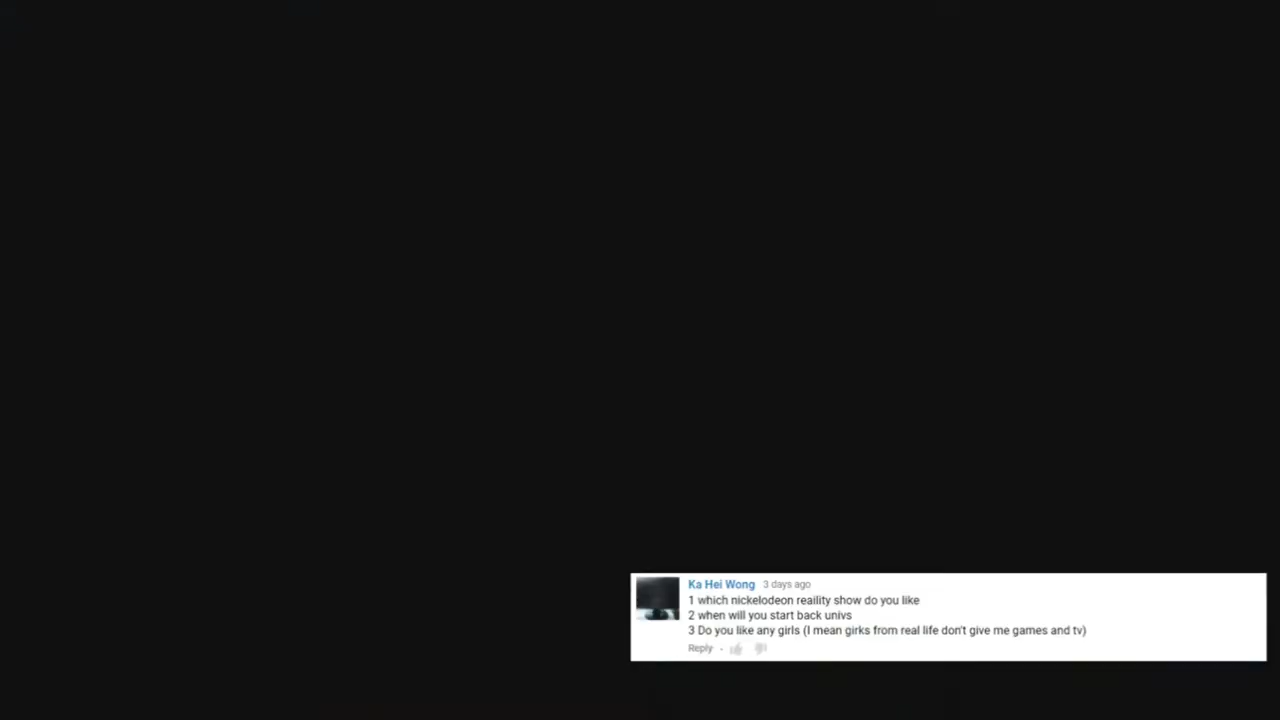 Ka Hei Wong 3 days ago
1 which nickelodeon reaility show do you like
2 when will you start back univs
3 Do you like any girls (I mean girks from real life don't give me games and tv)
Reply